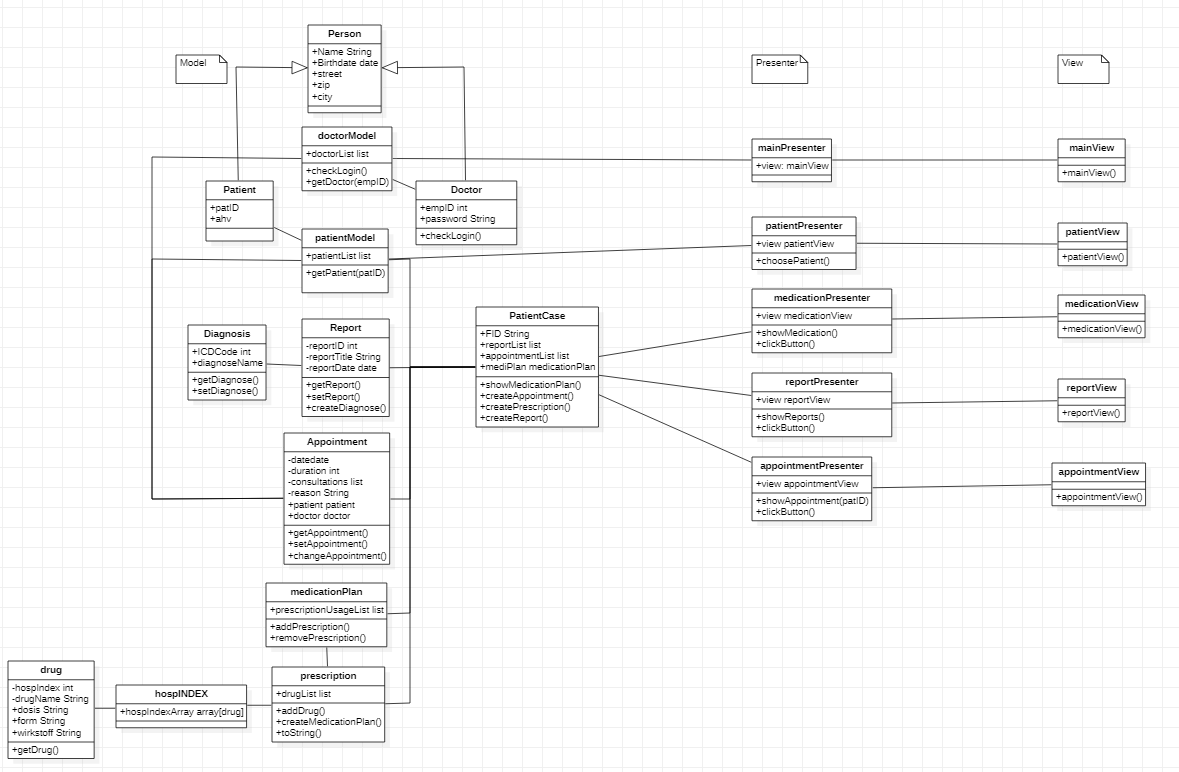 Person
+Name String
+Birthdate date
+street
+zip
+city
Model
Presenter
View
doctorModel
+doctorList list
+checkLogin()
+getDoctor(empID)
mainPresenter
+view: mainView
mainView
+mainView()
Patient
+patID
+ahv
Doctor
+empID int
+password String
+checkLogin()
patientModel
+patientList list
+getPatient(patID)
patientPresenter
+view patientView
+choosePatient()
patientView
+patientView()
medicationPresenter
+view medicationView
+showMedication()
+clickButton()
medicationView
+medicationView()
PatientCase
+FID String
+reportList list
+appointmentList list
+mediPlan medicationPlan
+showMedicationPlan()
+createAppointment()
+createPrescription()
+createReport()
Diagnosis
+ICDCode int
+diagnoseName
+getDiagnose()
+setDiagnose()
Report
-reportID int
-reportTitle String
-reportDate date
+getReport()
+setReport()
+createDiagnose()
reportPresenter
+view reportView
+showReports()
+clickButton()
reportView
+reportView()
Appointment
-datedate
-duration int
-consultations list
-reason String
+patient patient
+doctor doctor
+getAppointment()
+setAppointment()
+changeAppointment()
appointmentPresenter
+view appointmentView
+showAppointment(patID)
+clickButton()
appointmentView
+appointmentView()
medicationPlan
+prescriptionUsageList list
+addPrescription()
+removePrescription()
drug
-hospIndex int
-drugName String
+dosis String
+form String
+wirkstoff String
+getDrug()
hospINDEX
+hospIndexArray array[drug]
prescription
+drugList list
+addDrug()
+createMedicationPlan()
+toString()